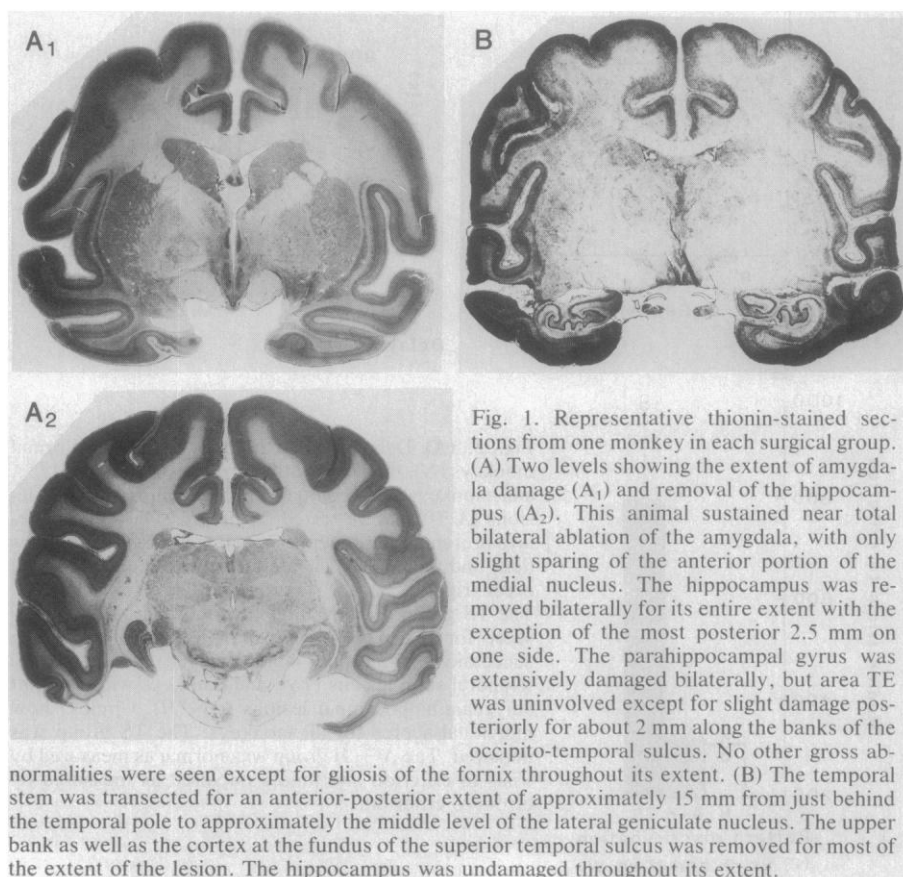 A1
B
A2
Fig. 1. Representative thionin-stained sec-
tions from one monkey in each surgical group.
(A) Two levels showing the extent of amygda-
la damage (A1) and removal of the hippocam-
pus (A2). This animal sustained near total
bilateral ablation of the amygdala, with only
slight sparing of the anterior portion of the
medial nucleus. The hippocampus was re-
moved bilaterally for its entire extent with the
exception of the most posterior 2.5 mm on
one side. The parahippocampal gyrus was
extensively damaged bilaterally, but area TE
was uninvolved except for slight damage pos-
teriorly for about 2 mm along the banks of the
occipito-temporal sulcus. No other gross ab-
normalities were seen except for gliosis of the fornix throughout its extent. (B) The temporal
stem was transected for an anterior-posterior extent of approximately 15 mm from just behind
the temporal pole to approximately the middle level of the lateral geniculate nucleus. The upper
bank as well as the cortex at the fundus of the superior temporal sulcus was removed for most of
the extent of the lesion. The hippocampus was undamaged throughout its extent.